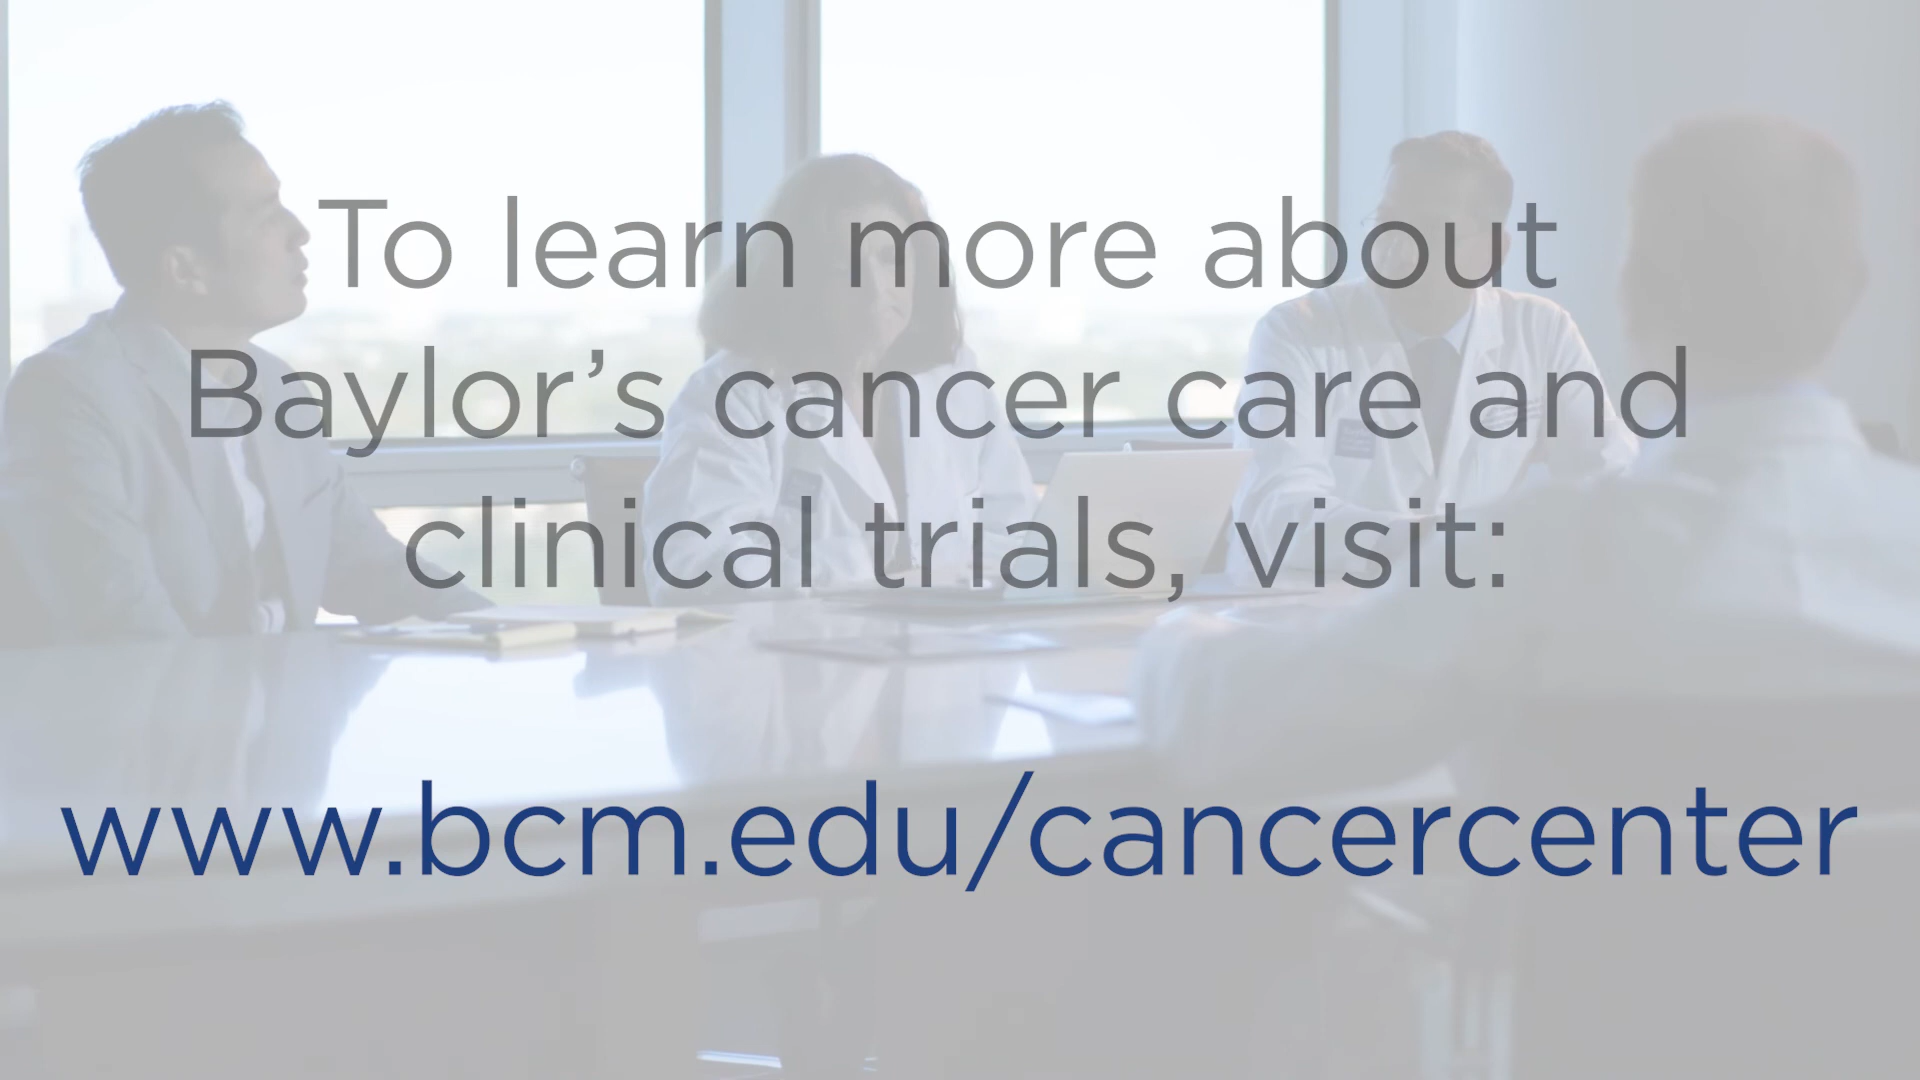 To learn more about
Baylor’s cancer care and
clinical trials, visit:
www.bcm.edu/cancercenter